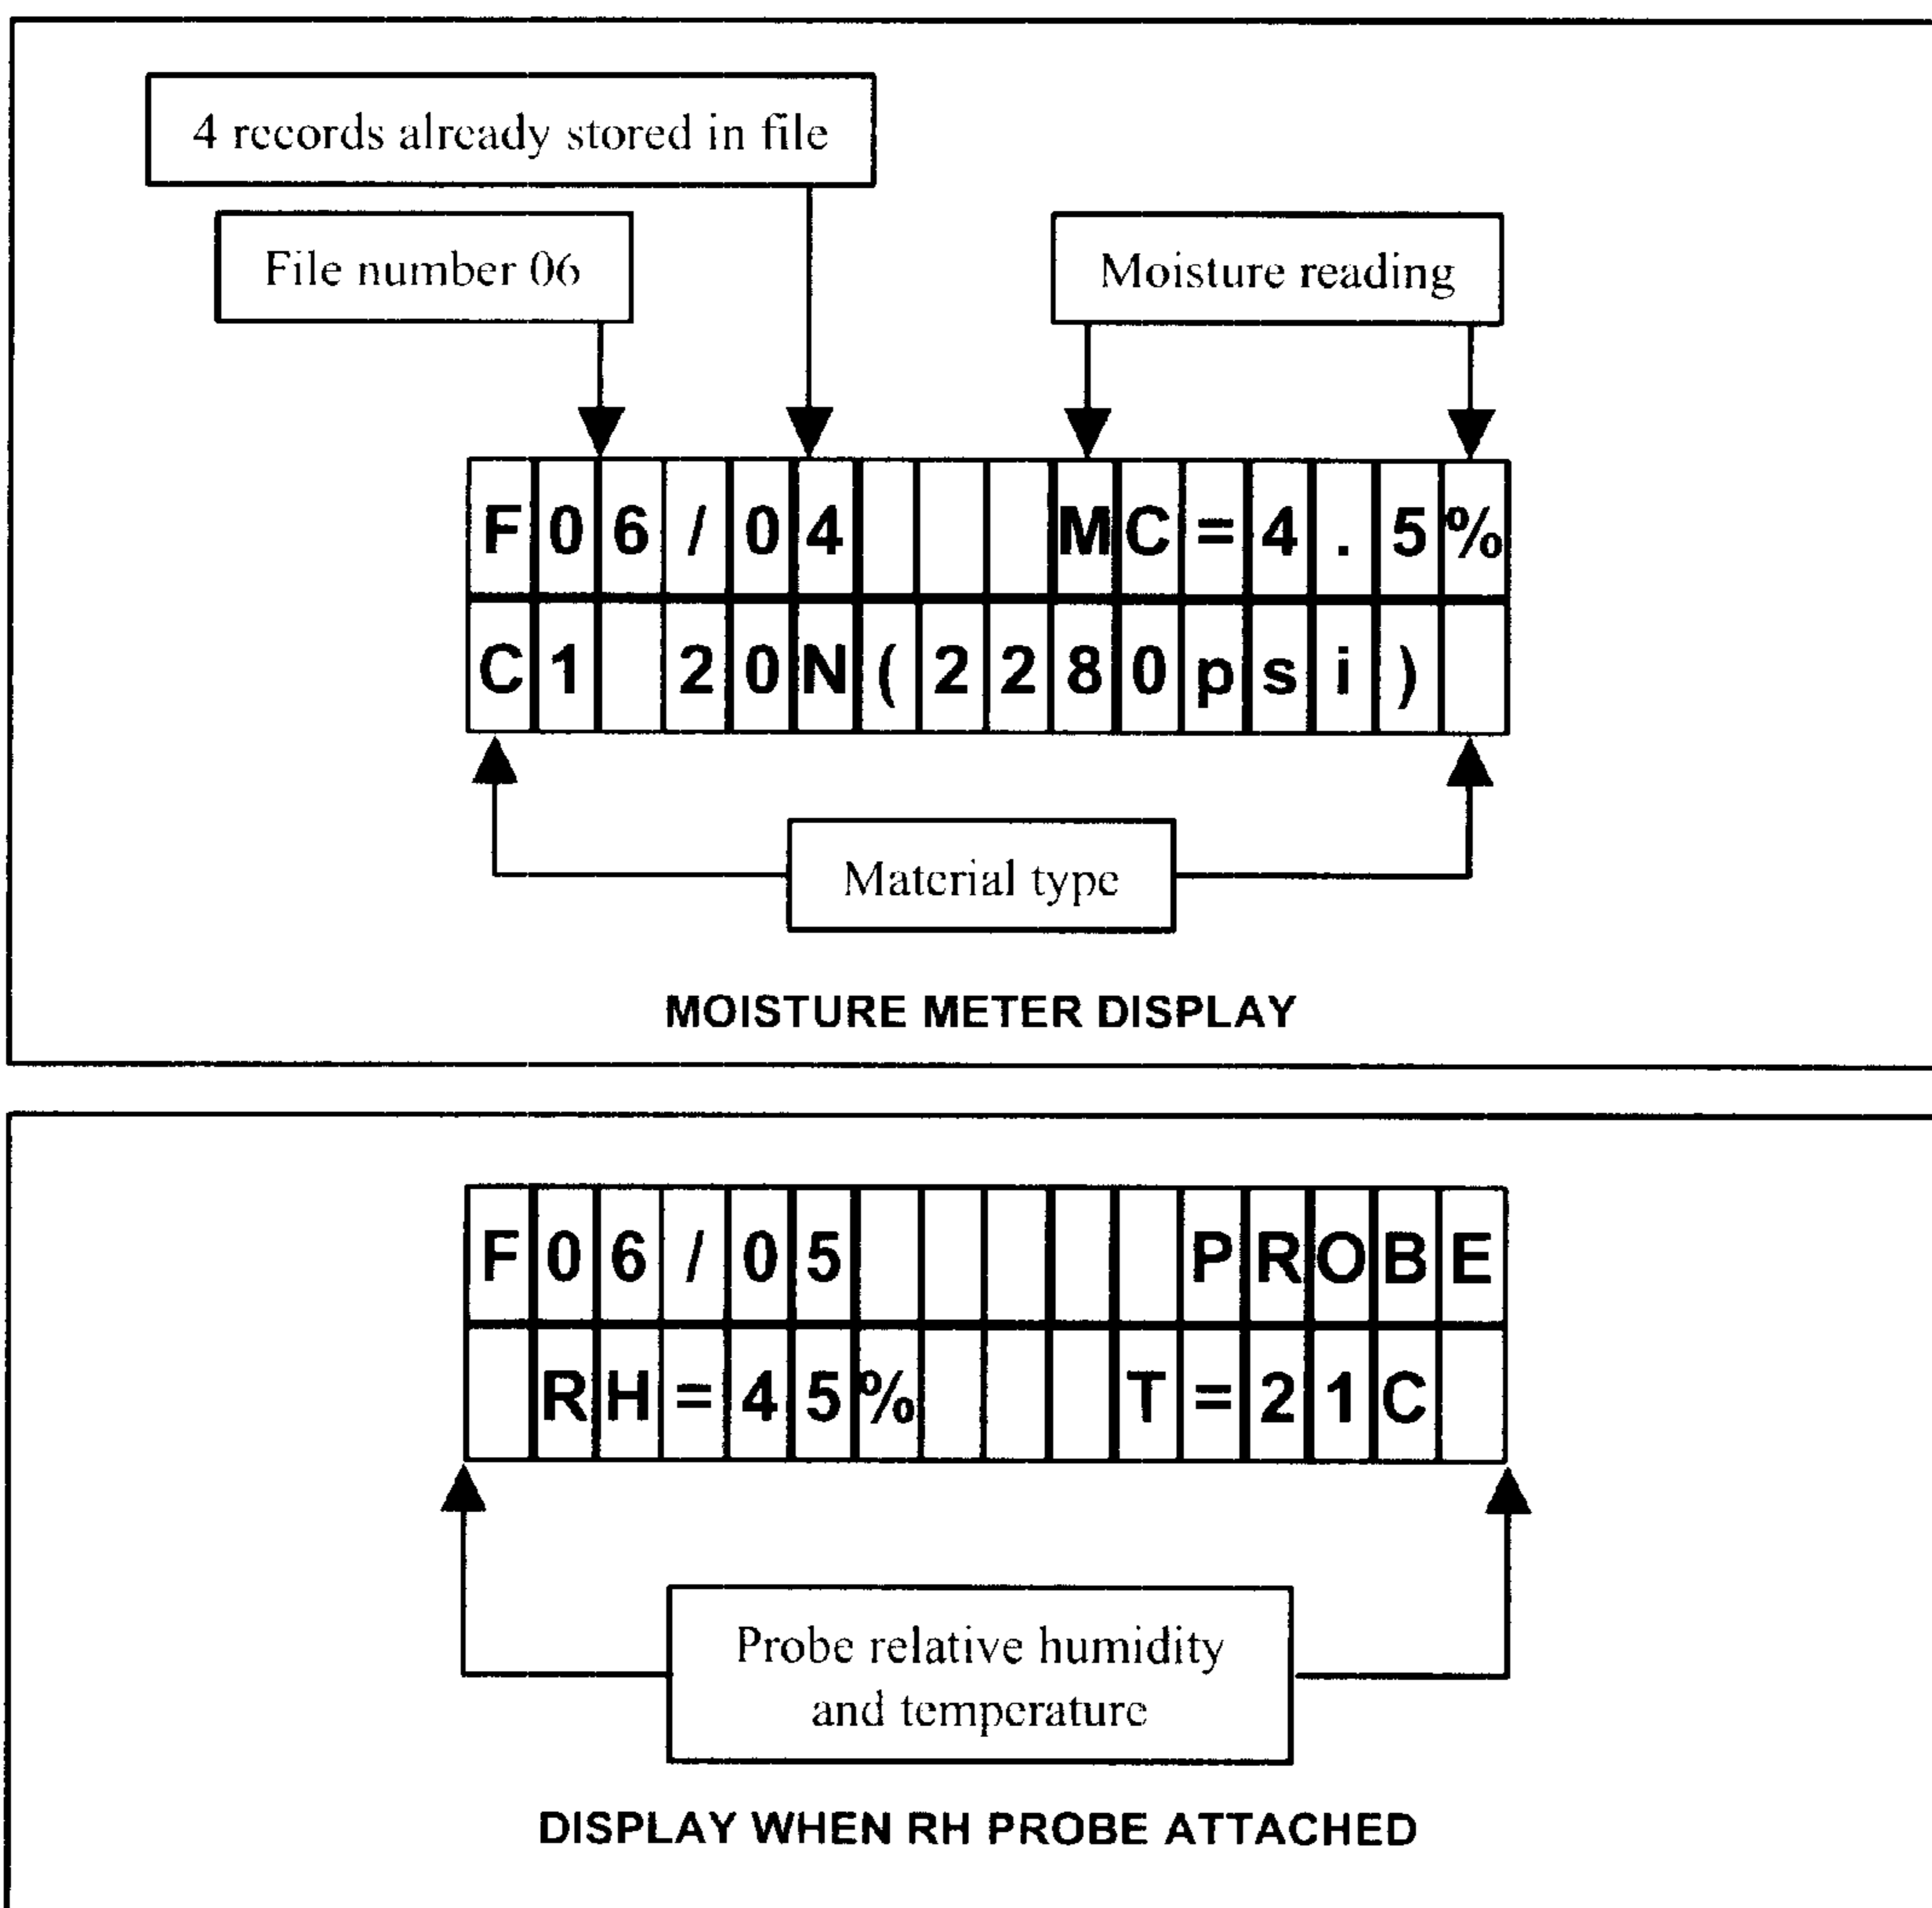 4 records already stored in file
File number 06
Moisture reading
F06/04   MC=4.5%
C1 20N(2280psi)
Material type
MOISTURE METER DISPLAY
F06/05     PROBE
RH=45%   T=21C
Probe relative humidity
and temperature
DISPLAY WHEN RH PROBE ATTACHED